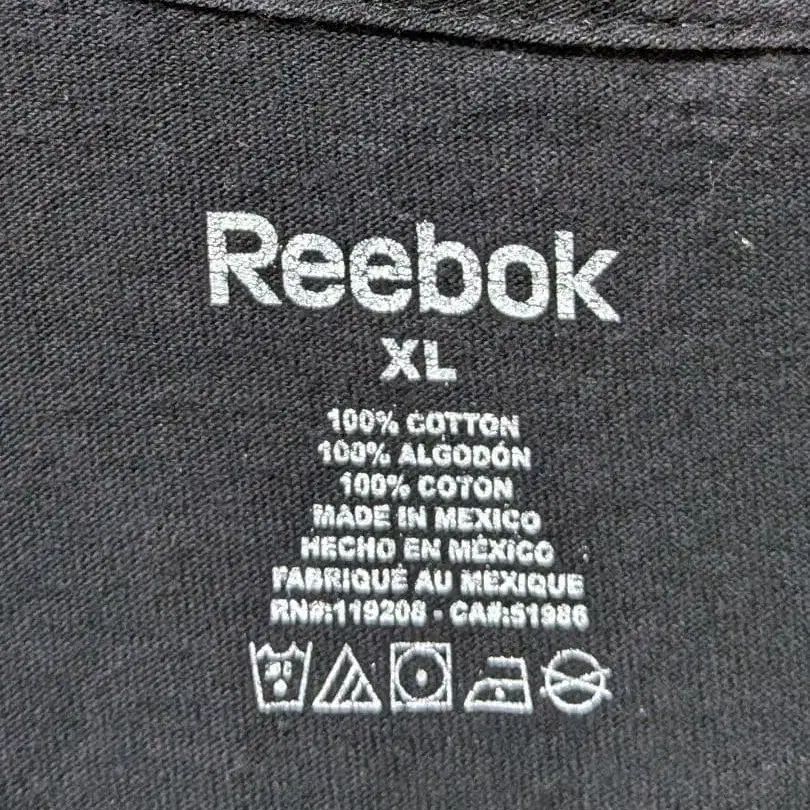 Reebok
XL
100% COTTON
100% ALGODÓN
100% COTON
MADE IN MEXICO
HECHO EN MÉXICO
FABRIQUÉ AU MEXIQUE
RN#:119208 - CA#:51986